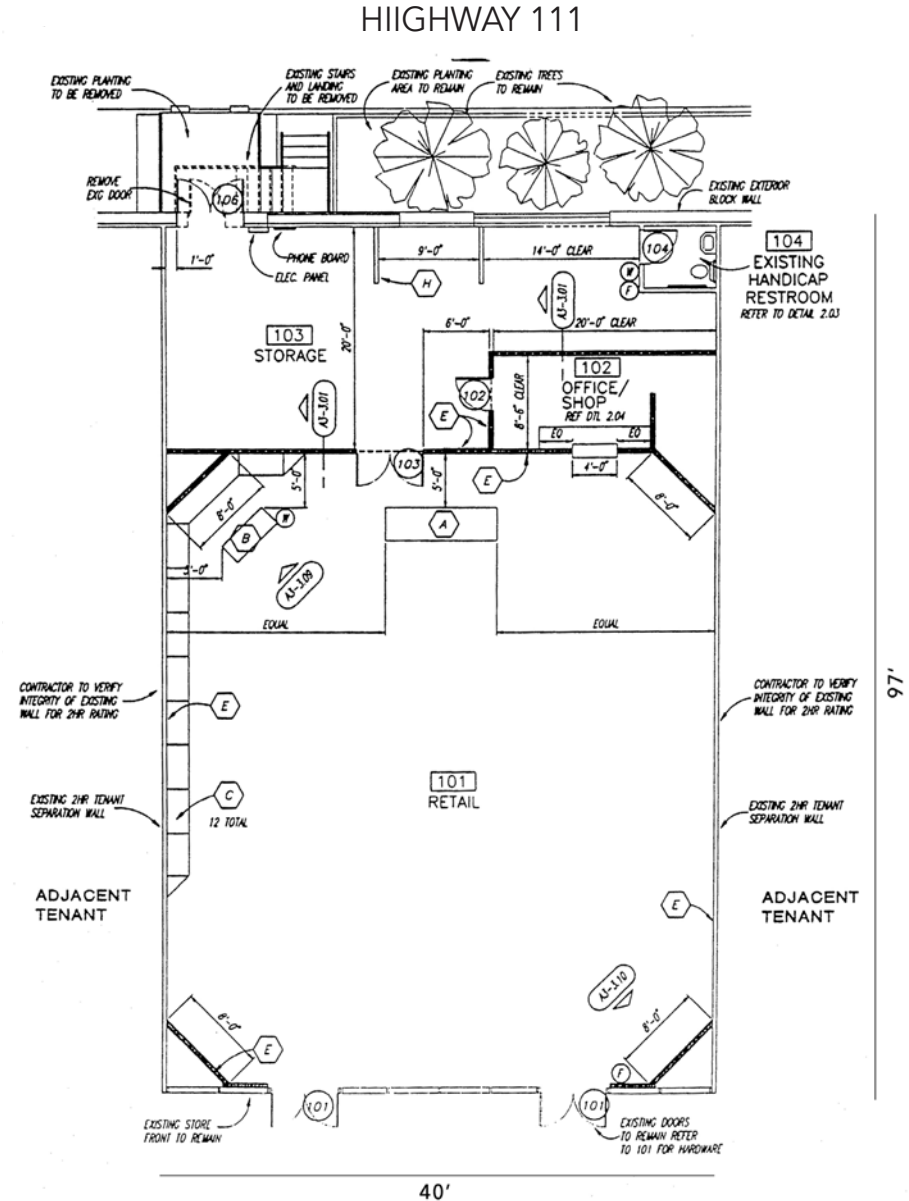 HIIGHWAY 111
EXISTING PLANTING
TO BE REMOVED
EXISTING STAIRS
AND LANDING
TO BE REMOVED
EXISTING PLANTING
AREA TO REMAIN
EXISTING TREES
TO REMAIN
REMOVE
EXG DOOR
106
EXISTING EXTERIOR
BLOCK WALL
1'-0"
PHONE BOARD
ELEC. PANEL
9'-0"
14'-0" CLEAR
H
104
W
F
104
EXISTING
HANDICAP
RESTROOM
REFER TO DETAIL 2.03
A3-3.01
103
STORAGE
20'-0"
6'-0"
20'-0" CLEAR
102
OFFICE/
SHOP
REF DTL 2.04
8'-6" CLEAR
102
A3-3.01
E
EQ
EQ
103
E
4'-0"
5'-0"
5'-0"
8'-0"
8'-0"
B
W
A
5'-0"
A3-3.09
EQUAL
EQUAL
CONTRACTOR TO VERIFY
INTEGRITY OF EXISTING
WALL FOR 2HR RATING
E
CONTRACTOR TO VERIFY
INTEGRITY OF EXISTING
WALL FOR 2HR RATING
97'
101
RETAIL
C
12 TOTAL
EXISTING 2HR TENANT
SEPARATION WALL
EXISTING 2HR TENANT
SEPARATION WALL
ADJACENT
TENANT
E
ADJACENT
TENANT
A3-3.10
8'-0"
8'-0"
E
F
101
101
EXISTING STORE
FRONT TO REMAIN
EXISTING DOORS
TO REMAIN REFER
TO 101 FOR HARDWARE
40'